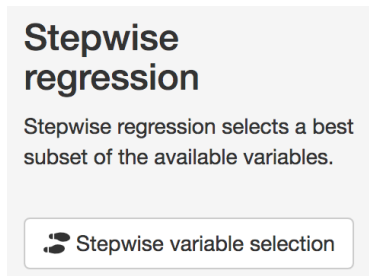 Stepwise
regression
Stepwise regression selects a best
subset of the available variables.
Stepwise variable selection